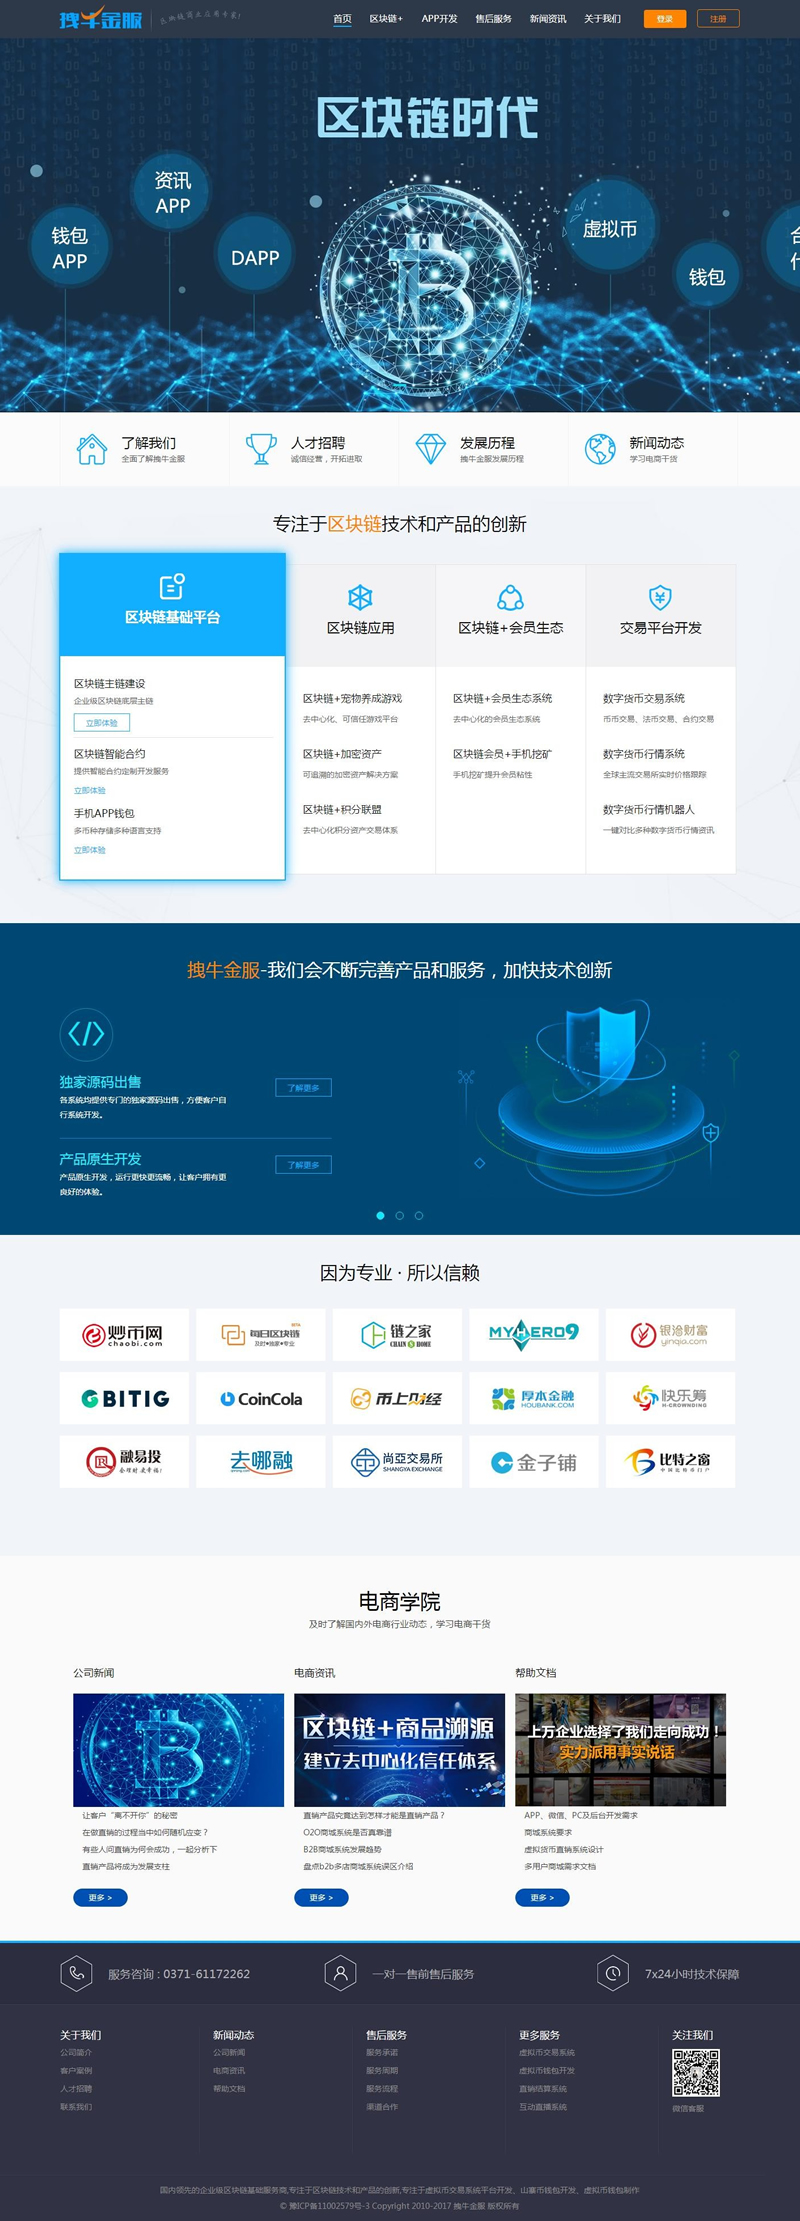 拽牛金服
首页 区块链+ APP开发 售后服务 新闻资讯 关于我们 登录 注册
区块链时代
资讯
APP
钱包
APP
DAPP
虚拟币
钱包
了解我们
全面了解拽牛金服
人才招聘
诚信经营，开拓进取
发展历程
拽牛金服发展历程
新闻动态
学习电商干货
专注于区块链技术和产品的创新
区块链基础平台
区块链主链建设
企业级区块链底层主链
立即体验
区块链智能合约
提供智能合约定制开发服务
立即体验
手机APP钱包
多币种存储多种语言支持
立即体验
区块链应用
区块链+宠物养成游戏
去中心化、可信任游戏平台
区块链+加密资产
可追溯的加密资产解决方案
区块链+积分联盟
去中心化积分资产交易体系
区块链+会员生态
区块链+会员生态系统
去中心化的会员生态系统
区块链会员+手机挖矿
手机挖矿提升会员粘性
交易平台开发
数字货币交易系统
币币交易、法币交易、合约交易
数字货币行情系统
全球主流交易所实时价格跟踪
数字货币行情机器人
一键对比多种数字货币行情资讯
拽牛金服-我们会不断完善产品和服务，加快技术创新
独家源码出售
各系统均提供专门的独家源码出售，方便客户自
行系统开发。
了解更多
产品原生开发
产品原生开发，运行更快更流畅，让客户拥有更
良好的体验。
了解更多
因为专业 · 所以信赖
炒币网
chaobi.com
每日区块链
BETA
及时●独家●专业
链之家
CHAIN HOME
MYHERO9
银洽财富
yinqia.com
BITIG
CoinCola
币上财经
厚本金融
HOUBANK.COM
快乐筹
H-CROWNDING
融易投
会理财 更幸福!
去哪融
尚亞交易所
SHANGYA EXCHANGE
金子铺
比特之窗
中国比特币门户
电商学院
及时了解国内外电商行业动态，学习电商干货
公司新闻
让客户“离不开你”的秘密
在做直销的过程当中如何随机应变？
有些人问直销为何会成功，一起分析下
直销产品将成为发展支柱
更多 >
电商资讯
区块链+商品溯源
建立去中心化信任体系
直销产品究竟达到怎样才能是直销产品？
O2O商城系统是否真靠谱
B2B商城系统发展趋势
盘点b2b多店商城系统误区介绍
更多 >
帮助文档
上万企业选择了我们走向成功！
实力派用事实说话
APP、微信、PC及后台开发需求
商城系统要求
虚拟货币直销系统设计
多用户商城需求文档
更多 >
服务咨询 : 0371-61172262
一对一售前售后服务
7x24小时技术保障
关于我们
公司简介
客户案例
人才招聘
联系我们
新闻动态
公司新闻
电商资讯
帮助文档
售后服务
服务承诺
服务周期
服务流程
渠道合作
更多服务
虚拟币交易系统
虚拟币钱包开发
直销结算系统
互动直播系统
关注我们
微信客服
国内领先的企业级区块链基础服务商,专注于区块链技术和产品的创新,专注于虚拟币交易系统平台开发、山寨币钱包开发、虚拟币钱包制作
© 豫ICP备11002579号-3 Copyright 2010-2017 拽牛金服 版权所有